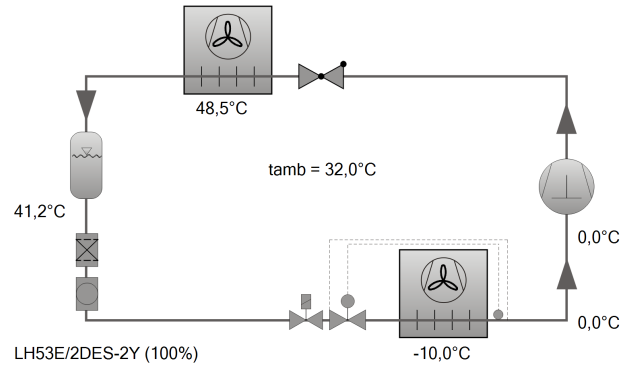 48,5°C
tamb = 32,0°C
41,2°C
0,0°C
0,0°C
LH53E/2DES-2Y (100%)
-10,0°C